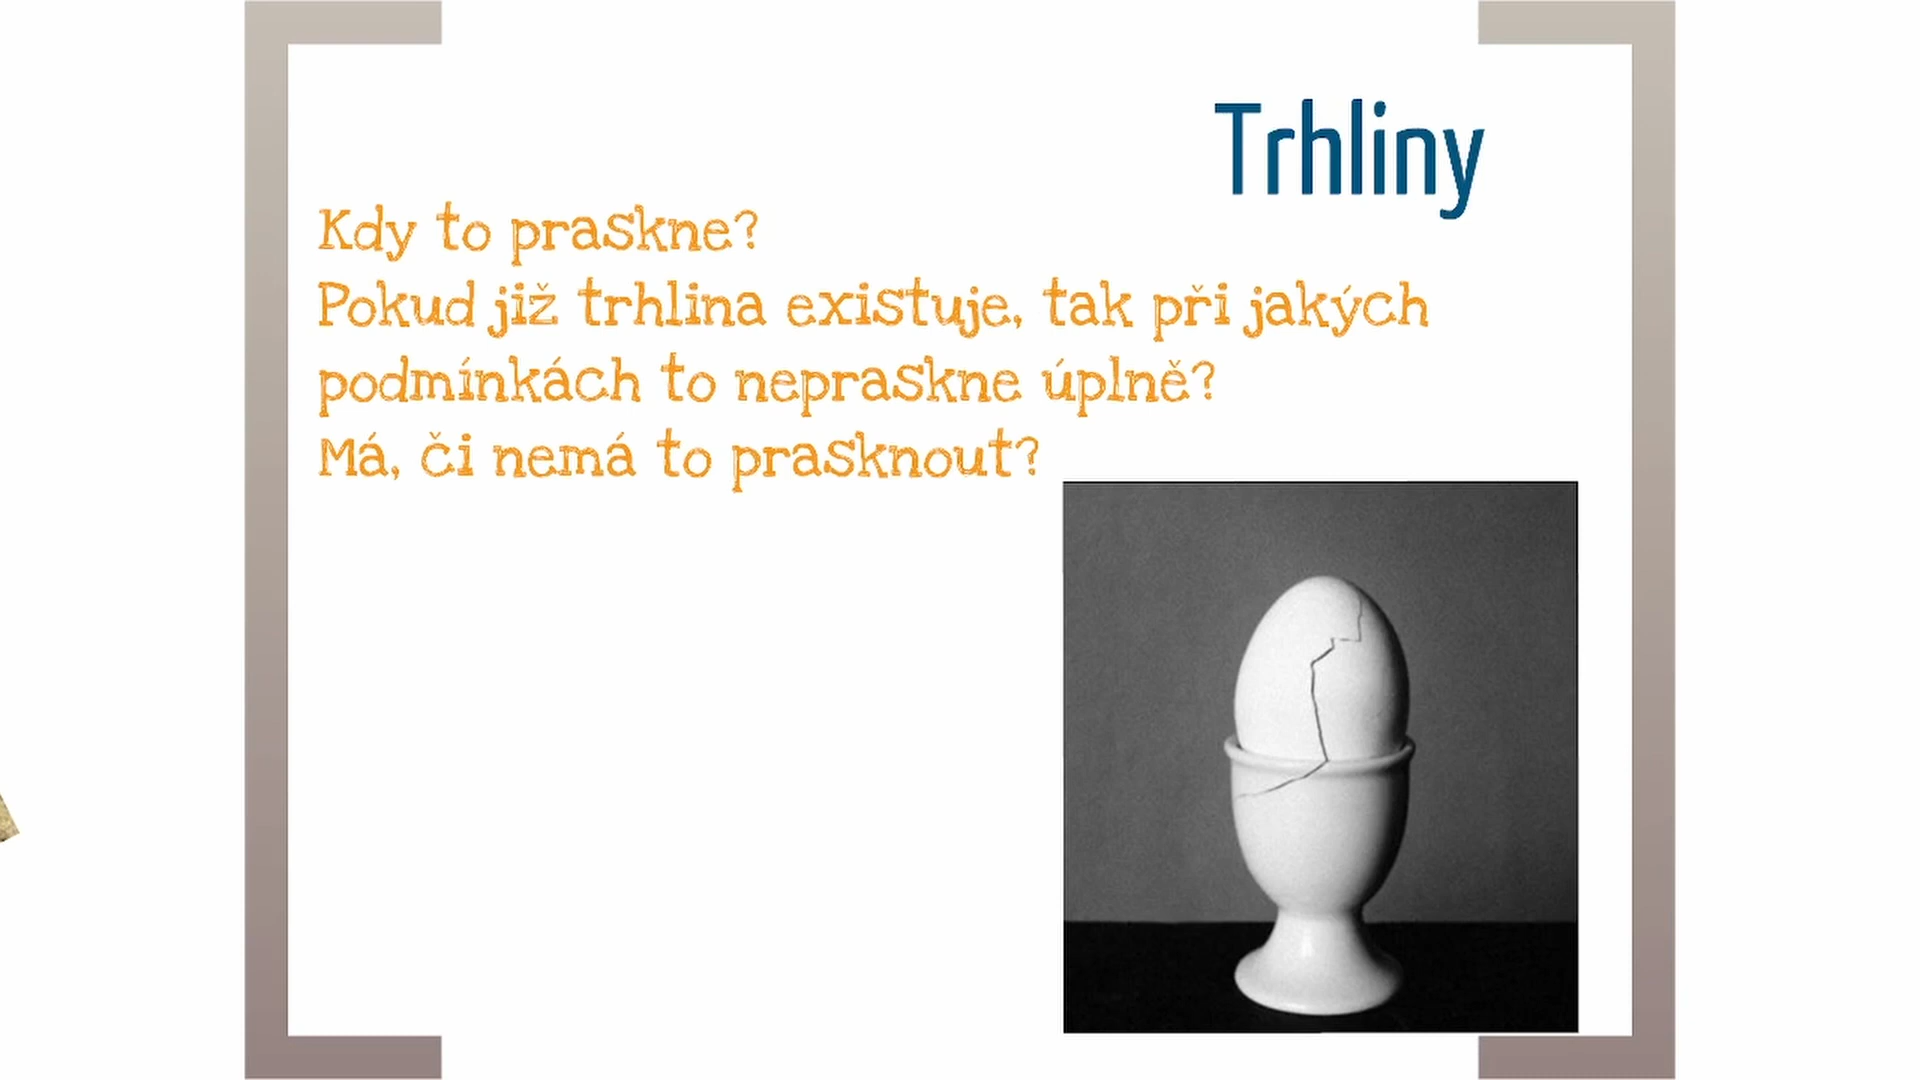 Trhliny
Kdy to praskne?
Pokud již trhlina existuje, tak při jakých
podmínkách to nepraskne úplně?
Má, či nemá to prasknout?